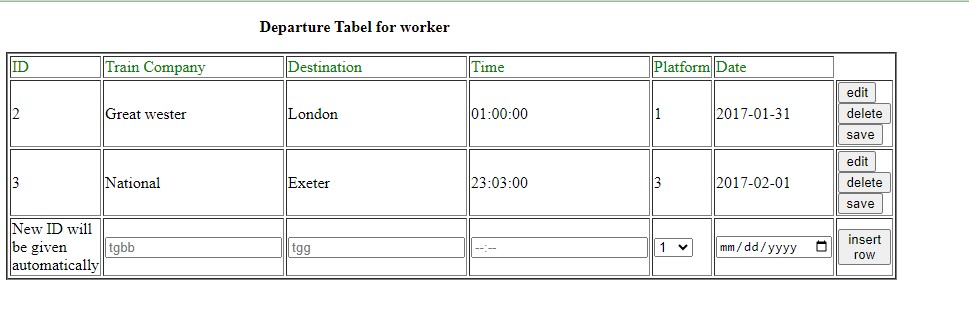 Departure Tabel for worker
ID Train Company Destination Time Platform Date
2 Great wester London 01:00:00 1 2017-01-31 edit
delete
save
3 National Exeter 23:03:00 3 2017-02-01 edit
delete
save
New ID will
be given
automatically tgbb tgg --:-- 1 mm/dd/yyyy insert
row